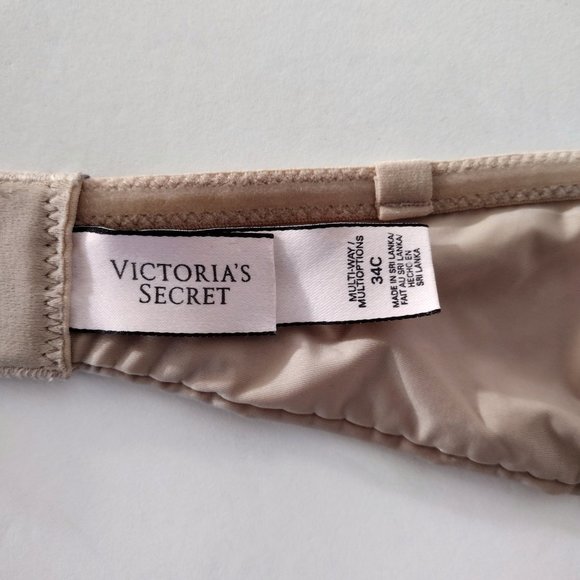 VICTORIA'S
SECRET
MULTI-WAY/
MULTIOPTIONS
34C
MADE IN SRI LANKA/
FAIT AU SRI LANKA/
HECHO EN
SRI LANKA